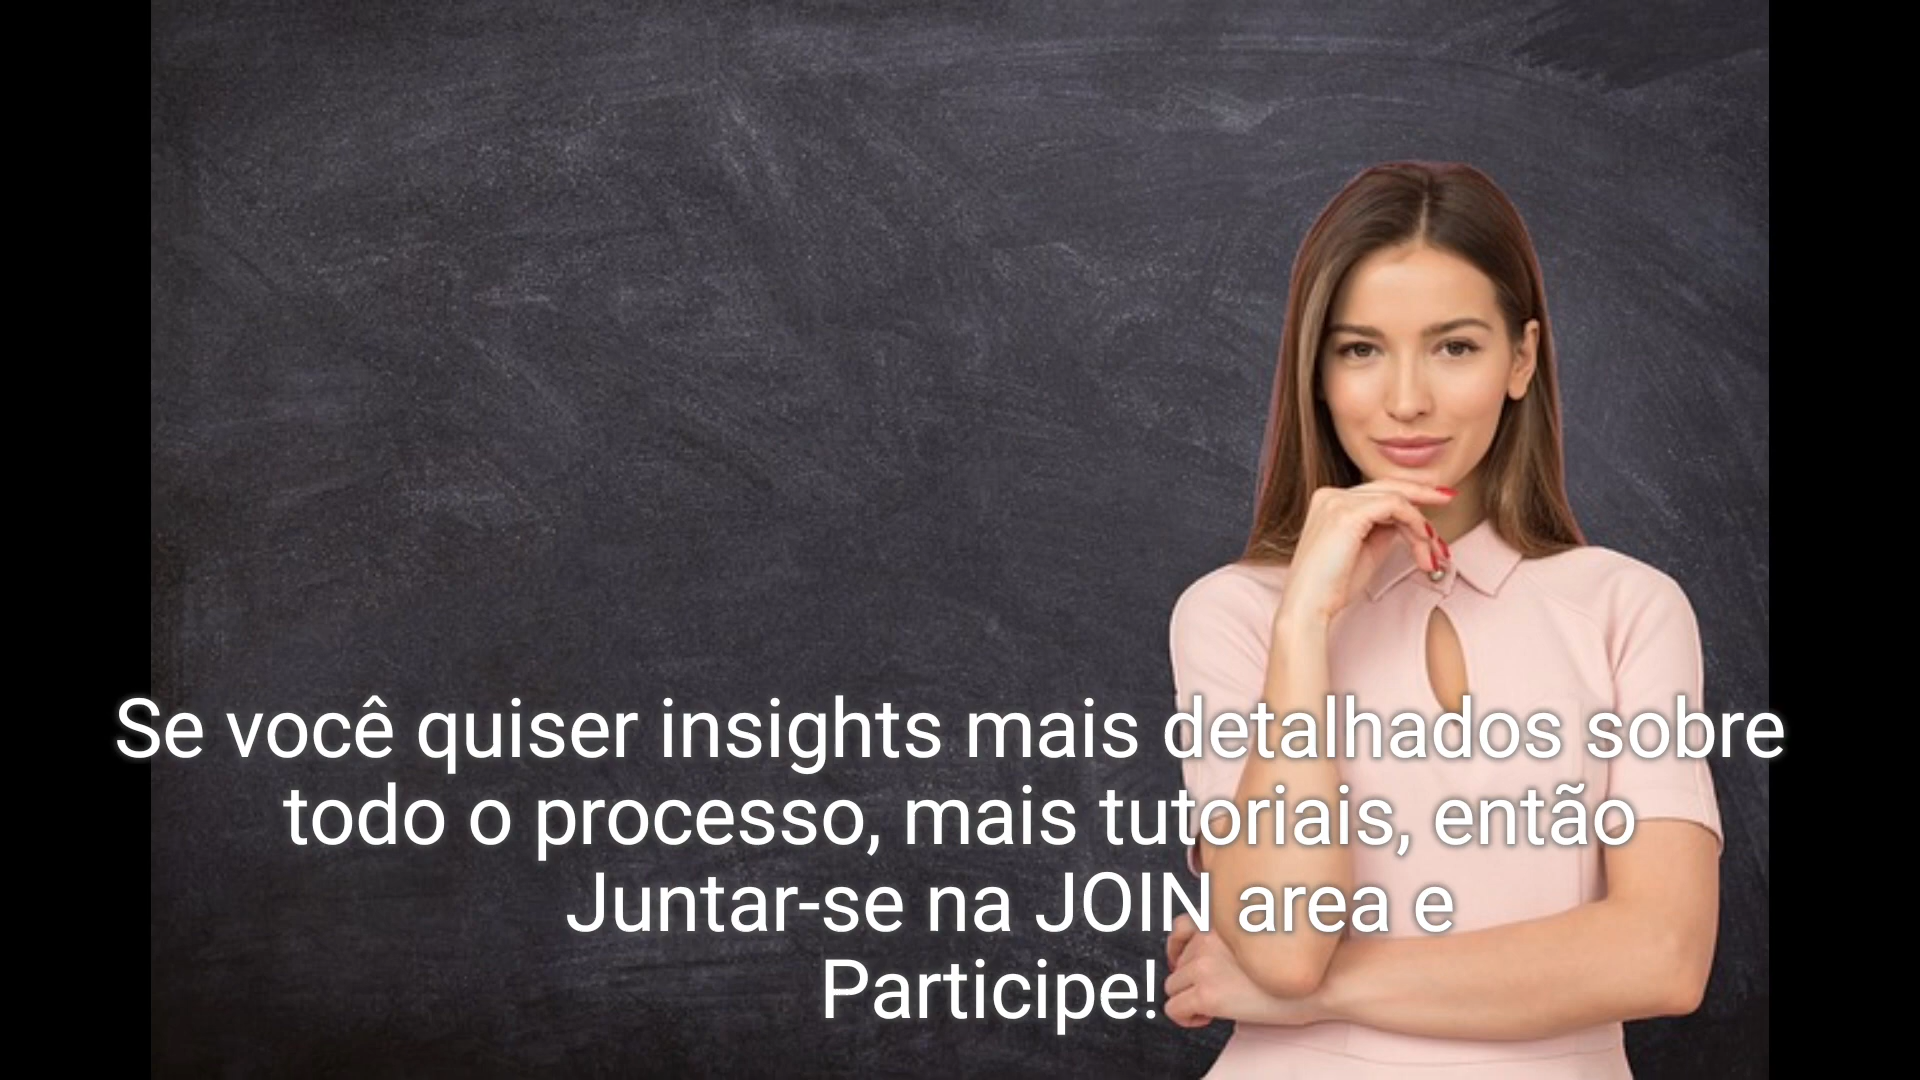 Se você quiser insights mais detalhados sobre
todo o processo, mais tutoriais, então
Juntar-se na JOIN area e
Participe!